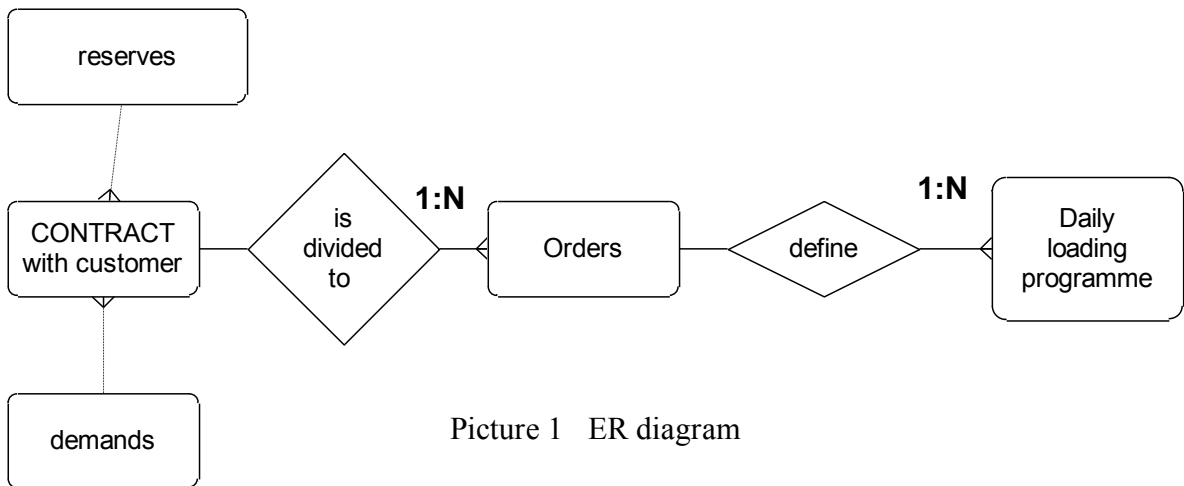 reserves
CONTRACT
with customer
is
divided
to
1:N
Orders
define
1:N
Daily
loading
programme
demands
Picture 1 ER diagram